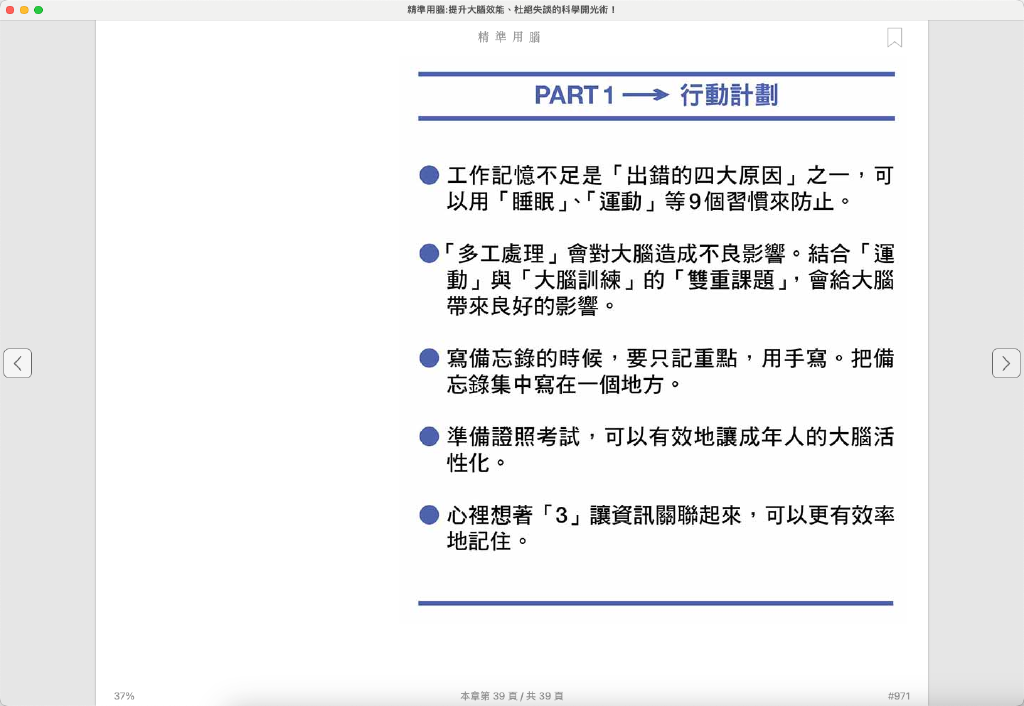 精準用腦:提升大腦效能、杜絕失誤的科學開光術！
精準用腦
PART 1 → 行動計劃
● 工作記憶不足是「出錯的四大原因」之一，可
以用「睡眠」、「運動」等9個習慣來防止。
●「多工處理」會對大腦造成不良影響。結合「運
動」與「大腦訓練」的「雙重課題」，會給大腦
帶來良好的影響。
● 寫備忘錄的時候，要只記重點，用手寫。把備
忘錄集中寫在一個地方。
● 準備證照考試，可以有效地讓成年人的大腦活
性化。
● 心裡想著「3」讓資訊關聯起來，可以更有效率
地記住。
37%
本章第 39 頁 / 共 39 頁
#971